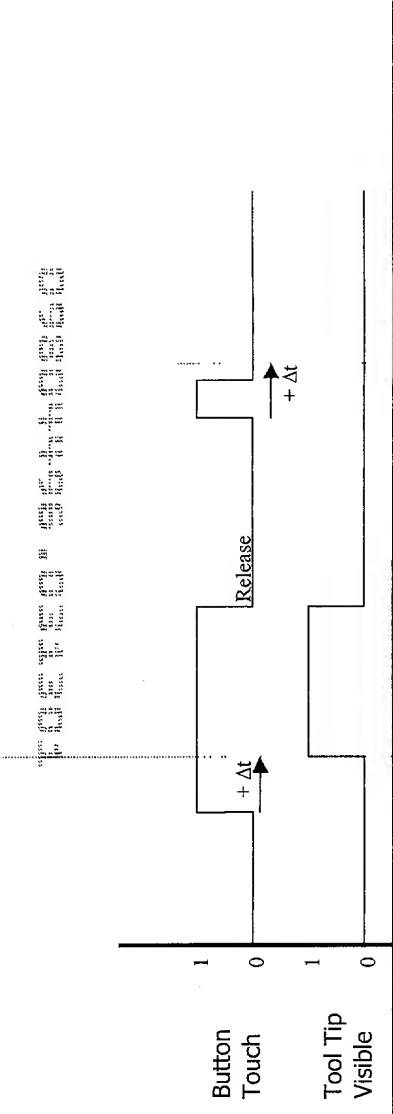 1
+ Δt
Release
+ Δt
Button
Touch
0
1
Tool Tip
Visible
0